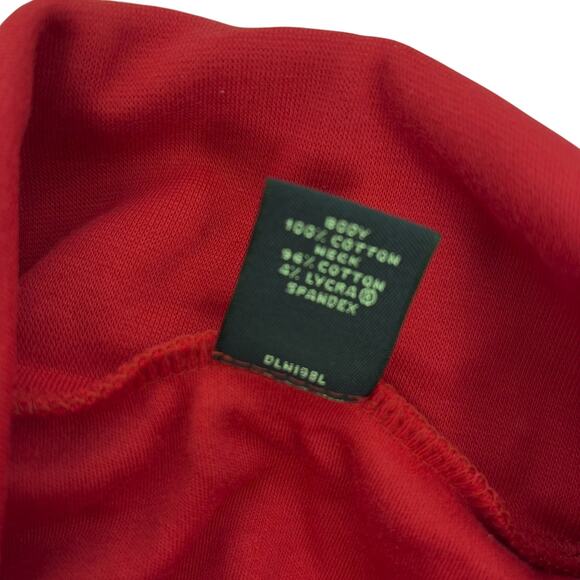 BODY
100% COTTON
NECK
96% COTTON
4% LYCRA®
SPANDEX
DLN198L